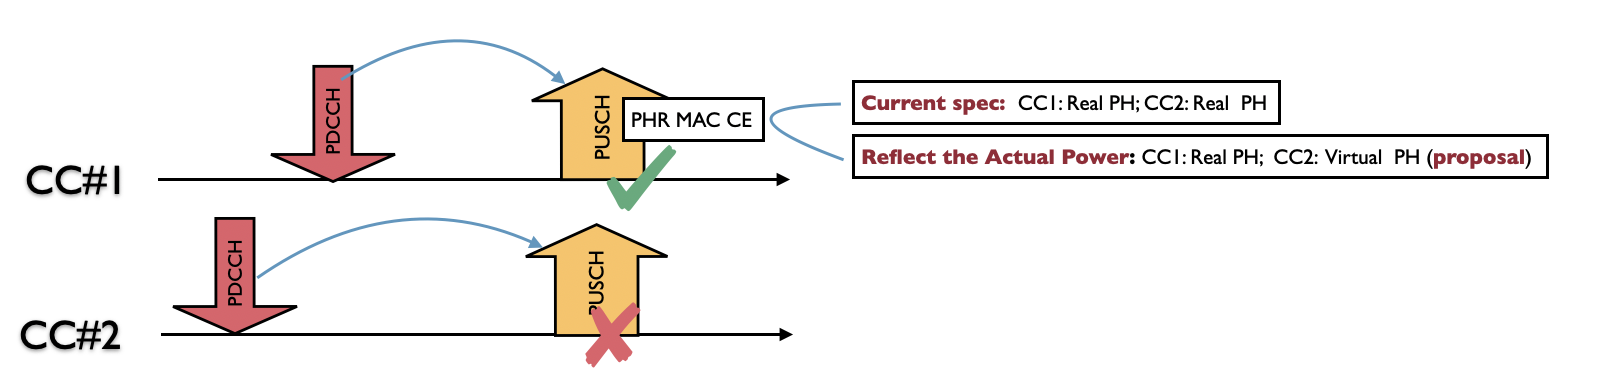 PDCCH
PUSCH
PHR MAC CE
Current spec: CC1: Real PH; CC2: Real PH
Reflect the Actual Power: CC1: Real PH; CC2: Virtual PH (proposal)
CC#1
PDCCH
PUSCH
CC#2